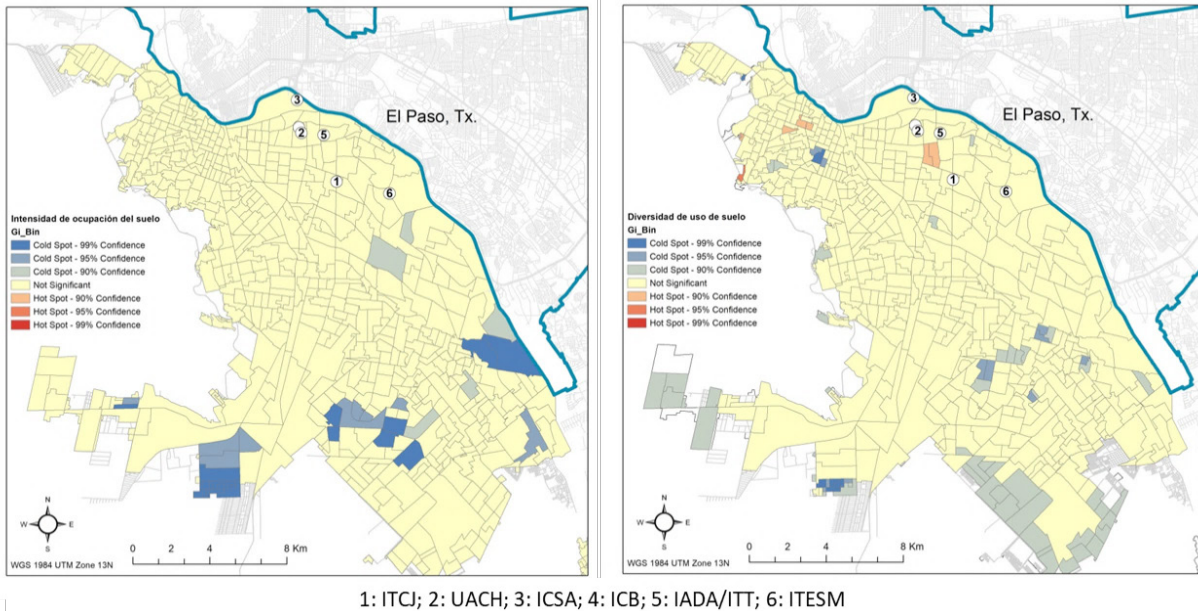 El Paso, Tx.
3
2
5
1
6
Intensidad de ocupación del suelo
Gi_Bin
Cold Spot - 99% Confidence
Cold Spot - 95% Confidence
Cold Spot - 90% Confidence
Not Significant
Hot Spot - 90% Confidence
Hot Spot - 95% Confidence
Hot Spot - 99% Confidence
N
W E
S
0 2 4 8 Km
WGS 1984 UTM Zone 13N
El Paso, Tx.
3
2
5
1
6
Diversidad de uso de suelo
Gi_Bin
Cold Spot - 99% Confidence
Cold Spot - 95% Confidence
Cold Spot - 90% Confidence
Not Significant
Hot Spot - 90% Confidence
Hot Spot - 95% Confidence
Hot Spot - 99% Confidence
N
W E
S
0 2 4 8 Km
WGS 1984 UTM Zone 13N
1: ITCJ; 2: UACH; 3: ICSA; 4: ICB; 5: IADA/ITT; 6: ITESM